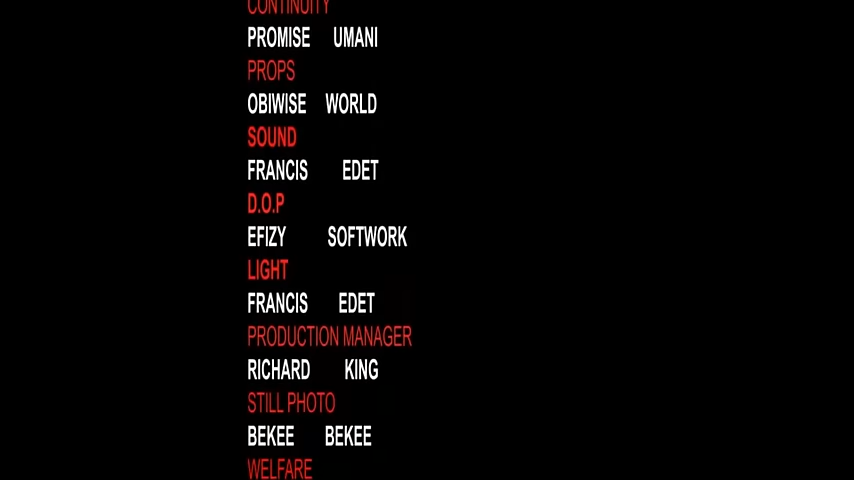 CONTINUITY
PROMISE UMANI
PROPS
OBIWISE WORLD
SOUND
FRANCIS EDET
D.O.P
EFIZY SOFTWORK
LIGHT
FRANCIS EDET
PRODUCTION MANAGER
RICHARD KING
STILL PHOTO
BEKEE BEKEE
WELFARE